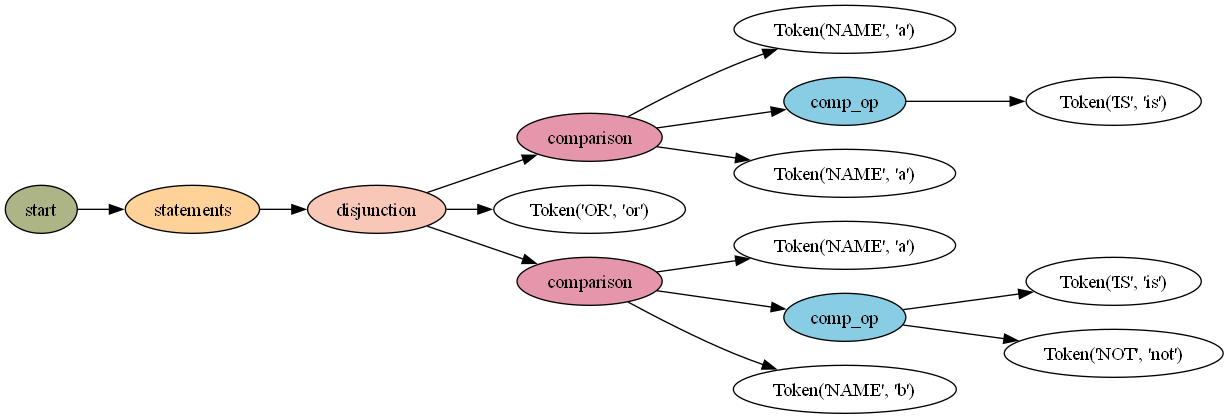 start
statements
disjunction
comparison
Token('NAME', 'a')
comp_op
Token('IS', 'is')
Token('NAME', 'a')
Token('OR', 'or')
comparison
Token('NAME', 'a')
comp_op
Token('IS', 'is')
Token('NOT', 'not')
Token('NAME', 'b')